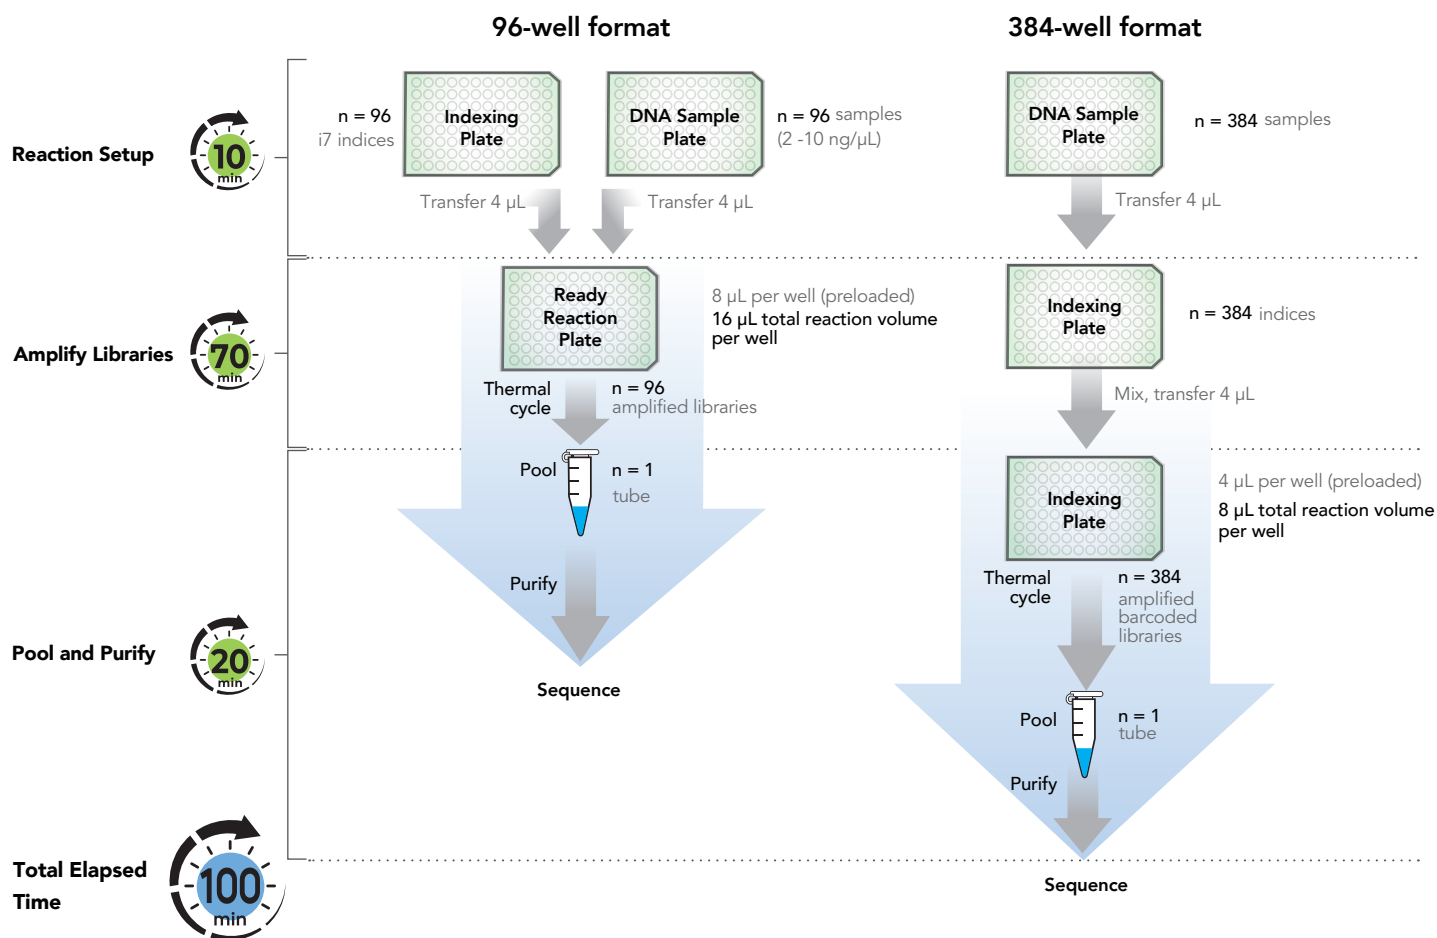 96-well format
384-well format
Reaction Setup
10
min
n = 96
i7 indices
Indexing
Plate
DNA Sample
Plate
n = 96 samples
(2 -10 ng/µL)
DNA Sample
Plate
n = 384 samples
Transfer 4 µL
Transfer 4 µL
Transfer 4 µL
Amplify Libraries
70
min
Ready
Reaction
Plate
8 µL per well (preloaded)
16 µL total reaction volume
per well
Indexing
Plate
n = 384 indices
Thermal
cycle
n = 96
amplified libraries
Mix, transfer 4 µL
Pool and Purify
20
min
Pool
n = 1
tube
Purify
Sequence
Indexing
Plate
4 µL per well (preloaded)
8 µL total reaction volume
per well
Thermal
cycle
n = 384
amplified
barcoded
libraries
Pool
n = 1
tube
Purify
Sequence
Total Elapsed
Time
100
min